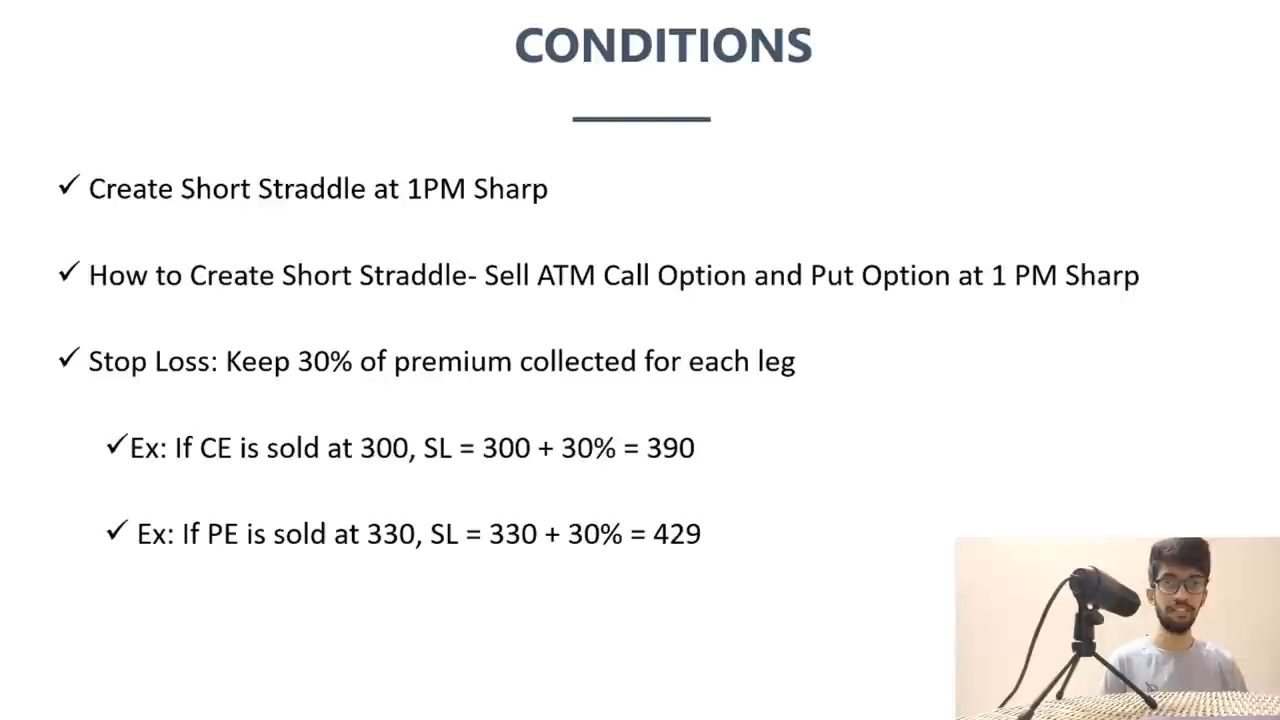 CONDITIONS
✓ Create Short Straddle at 1PM Sharp
✓ How to Create Short Straddle- Sell ATM Call Option and Put Option at 1 PM Sharp
✓ Stop Loss: Keep 30% of premium collected for each leg
✓Ex: If CE is sold at 300, SL = 300 + 30% = 390
✓ Ex: If PE is sold at 330, SL = 330 + 30% = 429